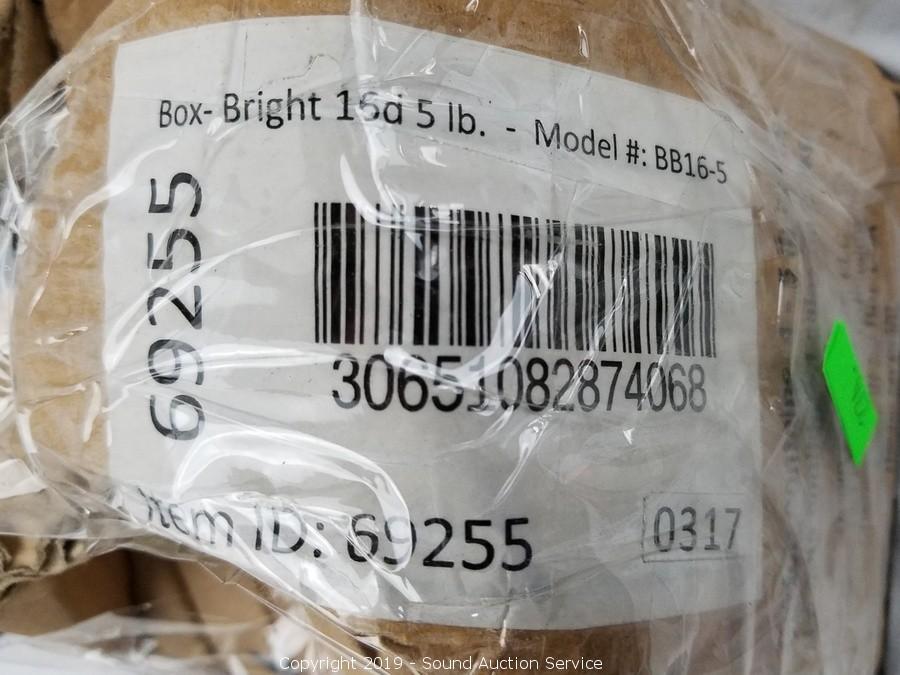 Box- Bright 16d 5 lb. - Model #: BB16-5
69255
30651082874068
Item ID: 69255
0317
Copyright 2019 - Sound Auction Service